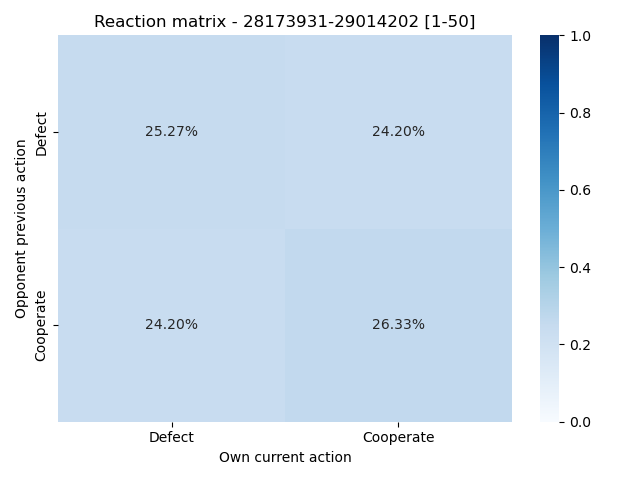 Reaction matrix - 28173931-29014202 [1-50]
Opponent previous action
Defect
Cooperate
25.27%
24.20%
24.20%
26.33%
Defect
Cooperate
Own current action
1.0
0.8
0.6
0.4
0.2
0.0